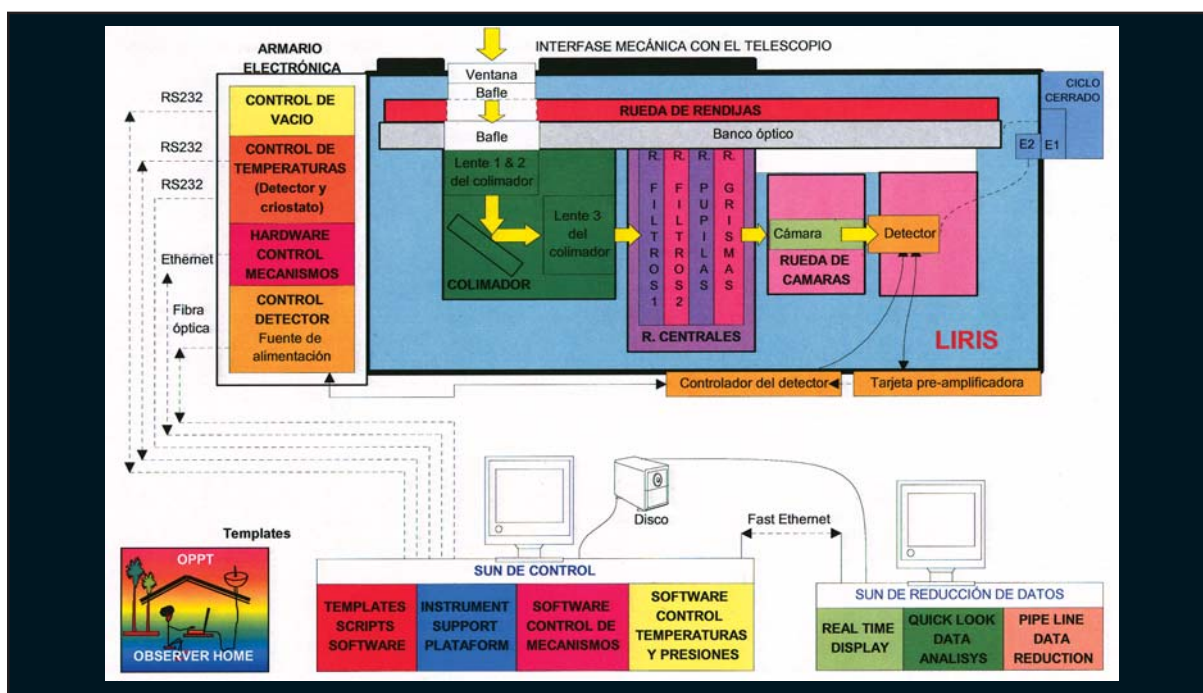 ARMARIO
ELECTRÓNICA
INTERFASE MECÁNICA CON EL TELESCOPIO
RS232
RS232
RS232
Ethernet
Fibra
óptica
CONTROL DE
VACIO
CONTROL DE
TEMPERATURAS
(Detector y
criostato)
HARDWARE
CONTROL
MECANISMOS
CONTROL
DETECTOR
Fuente de
alimentación
Ventana
Bafle
RUEDA DE RENDIJAS
Bafle
Banco óptico
CICLO
CERRADO
E2
E1
Lente 1 & 2
del colimador
Lente 3
del
colimador
COLIMADOR
R. FILTROS 1
R. FILTROS 2
R. PUPILAS
R. GRISMAS
R. CENTRALES
Cámara
RUEDA DE
CAMARAS
Detector
LIRIS
Controlador del detector
Tarjeta pre-amplificadora
Disco
Fast Ethernet
Templates
OPPT
OBSERVER HOME
SUN DE CONTROL
TEMPLATES
SCRIPTS
SOFTWARE
INSTRUMENT
SUPPORT
PLATAFORM
SOFTWARE
CONTROL DE
MECANISMOS
SOFTWARE
CONTROL
TEMPERATURAS
Y PRESIONES
SUN DE REDUCCIÓN DE DATOS
REAL TIME
DISPLAY
QUICK LOOK
DATA
ANALISYS
PIPE LINE
DATA
REDUCTION